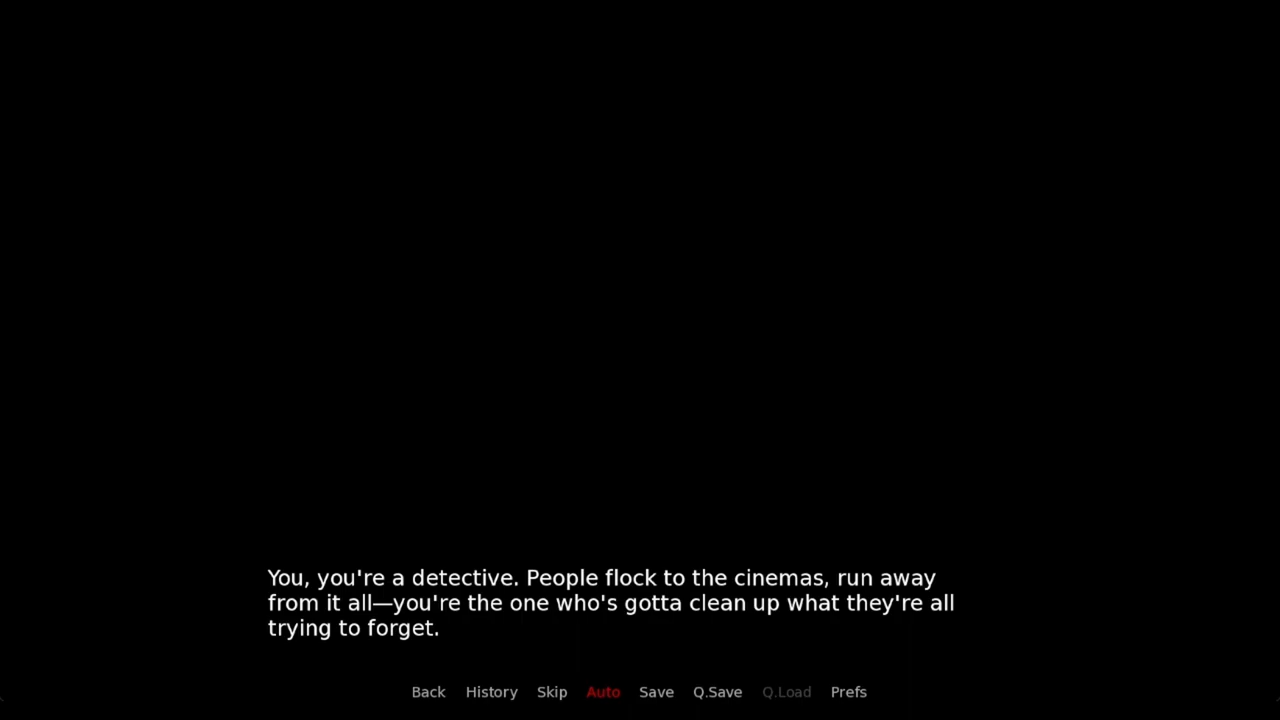 You, you're a detective. People flock to the cinemas, run away
from it all—you're the one who's gotta clean up what they're all
trying to forget.
Back History Skip Auto Save Q.Save Q.Load Prefs